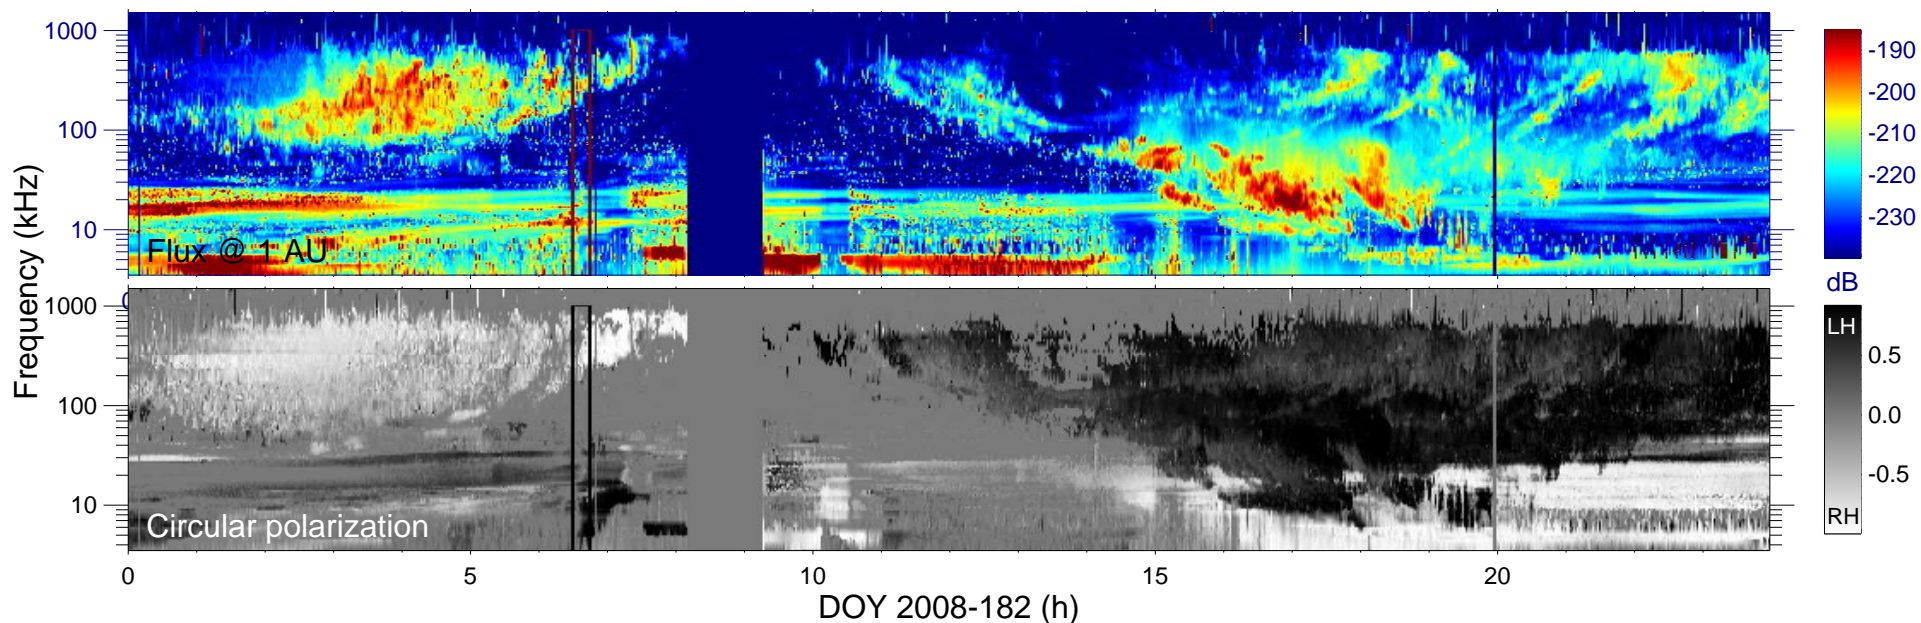 1000
100
10
Flux @ 1 AU
-190
-200
-210
-220
-230
dB
Frequency (kHz)
0
1000
100
10
Circular polarization
LH
0.5
0.0
-0.5
RH
0 5 10 15 20
DOY 2008-182 (h)